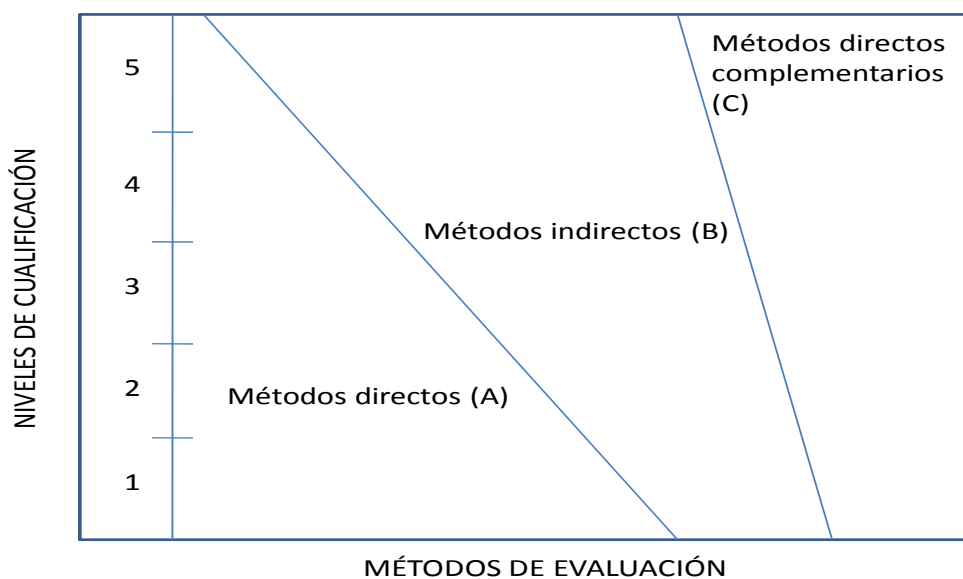 NIVELES DE CUALIFICACIÓN
5
4
3
2
1
Métodos directos
complementarios
(C)
Métodos indirectos (B)
Métodos directos (A)
MÉTODOS DE EVALUACIÓN